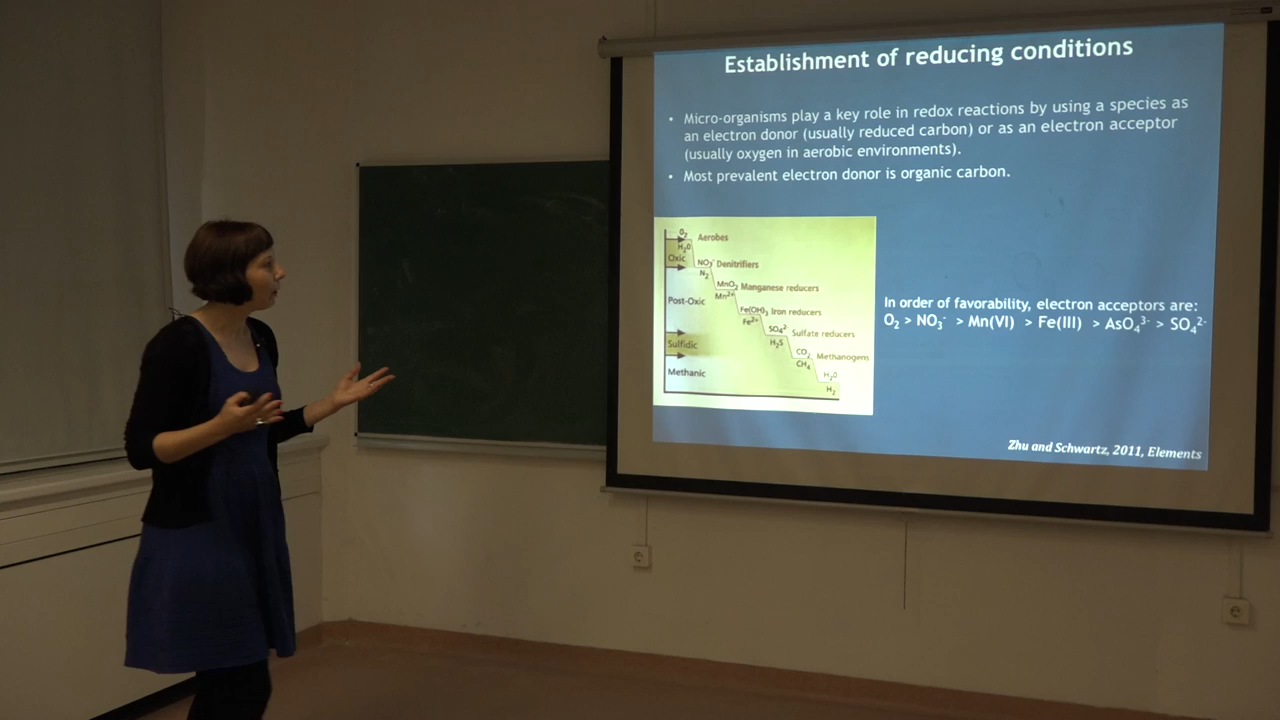 Establishment of reducing conditions
• Micro-organisms play a key role in redox reactions by using a species as
an electron donor (usually reduced carbon) or as an electron acceptor
(usually oxygen in aerobic environments).
• Most prevalent electron donor is organic carbon.
O₂ Aerobes
H₂O
Oxic
NO₃⁻ Denitrifiers
N₂
MnO₂ Manganese reducers
Mn²⁺
Post-Oxic
Fe(OH)₃ Iron reducers
Fe²⁺
SO₄²⁻ Sulfate reducers
H₂S
Sulfidic
CO₂ Methanogens
CH₄
Methanic
H₂O
H₂
In order of favorability, electron acceptors are:
O₂ > NO₃⁻ > Mn(VI) > Fe(III) > AsO₄³⁻ > SO₄²⁻
Zhu and Schwartz, 2011, Elements